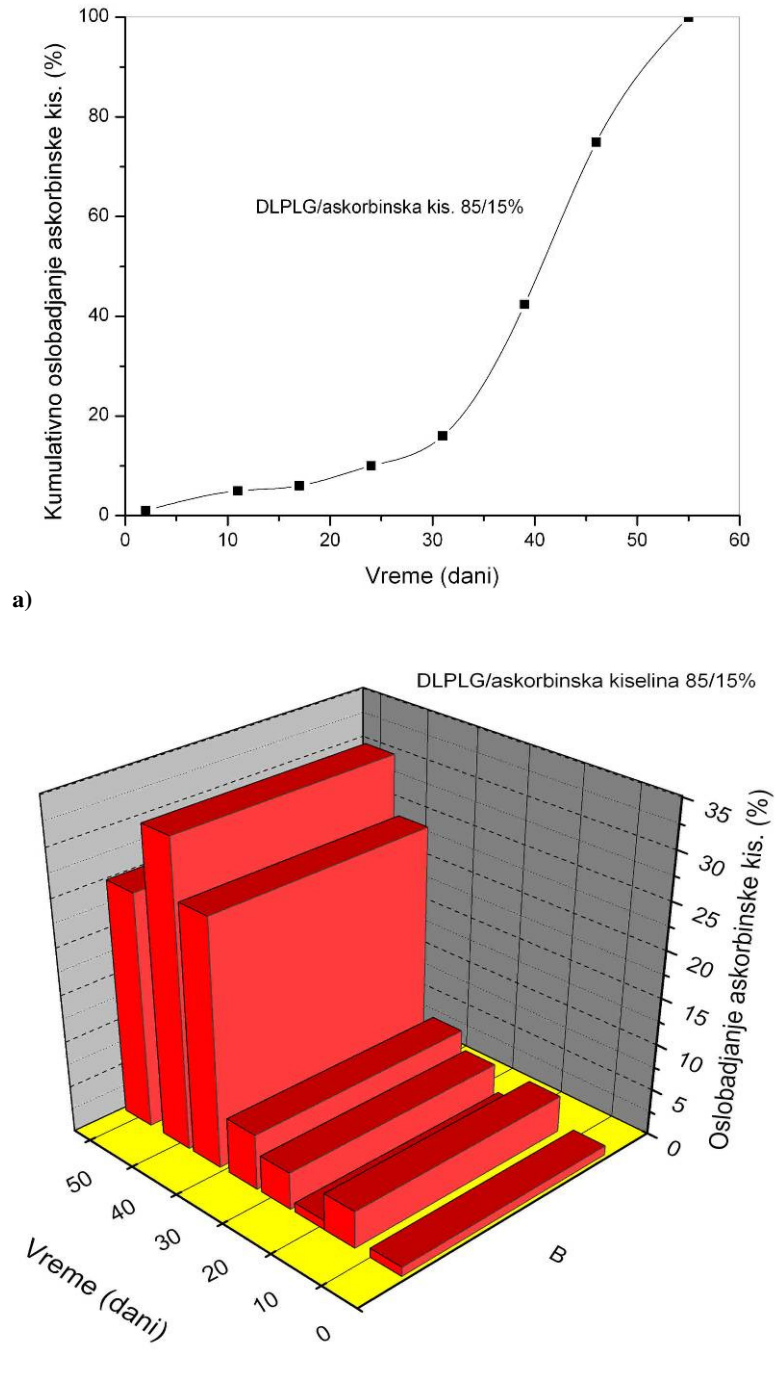 100
80
60
40
20
0
Kumulativno oslobadjanje askorbinske kis. (%)
DLPLG/askorbinska kis. 85/15%
0 10 20 30 40 50 60
Vreme (dani)
a)
DLPLG/askorbinska kiselina 85/15%
35
30
25
20
15
10
5
0
Oslobadjanje askorbinske kis. (%)
50
40
30
20
10
0
Vreme (dani)
B